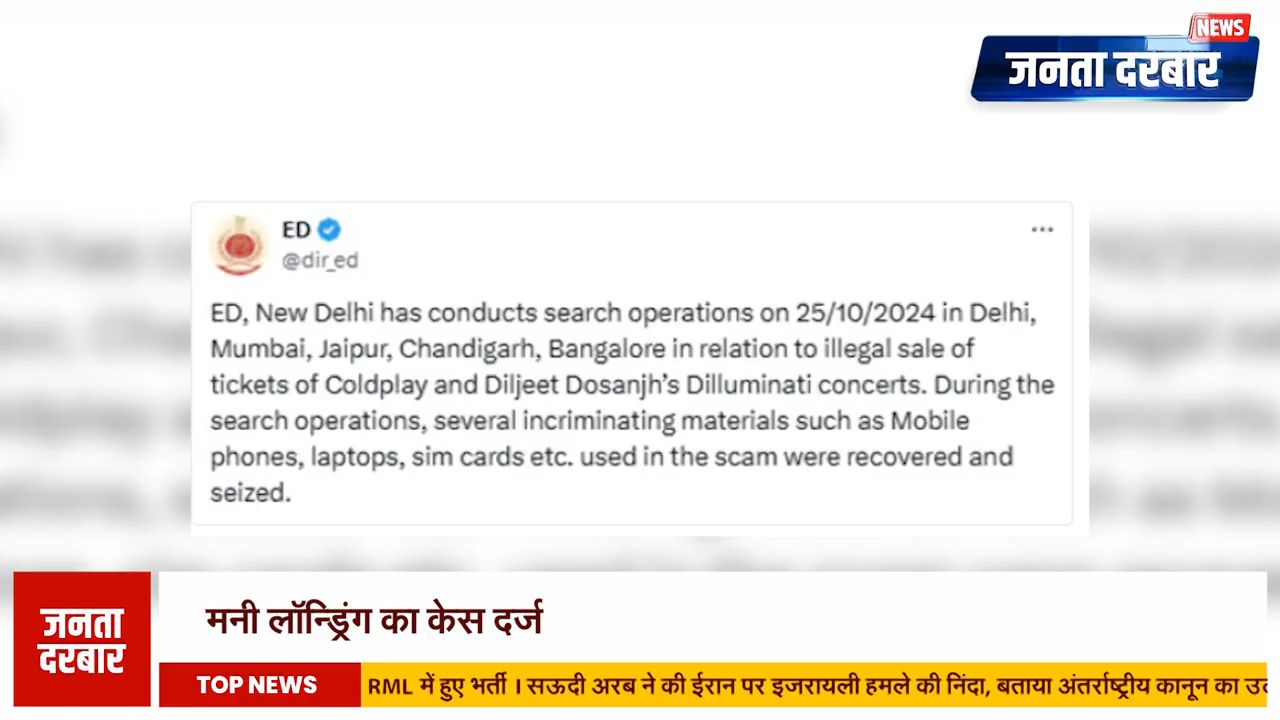 NEWS
जनता दरबार
ED
@dir_ed
ED, New Delhi has conducts search operations on 25/10/2024 in Delhi,
Mumbai, Jaipur, Chandigarh, Bangalore in relation to illegal sale of
tickets of Coldplay and Diljeet Dosanjh’s Dilluminati concerts. During the
search operations, several incriminating materials such as Mobile
phones, laptops, sim cards etc. used in the scam were recovered and
seized.
जनता
दरबार
मनी लॉन्ड्रिंग का केस दर्ज
TOP NEWS
RML में हुए भर्ती । सऊदी अरब ने की ईरान पर इजरायली हमले की निंदा, बताया अंतर्राष्ट्रीय कानून का